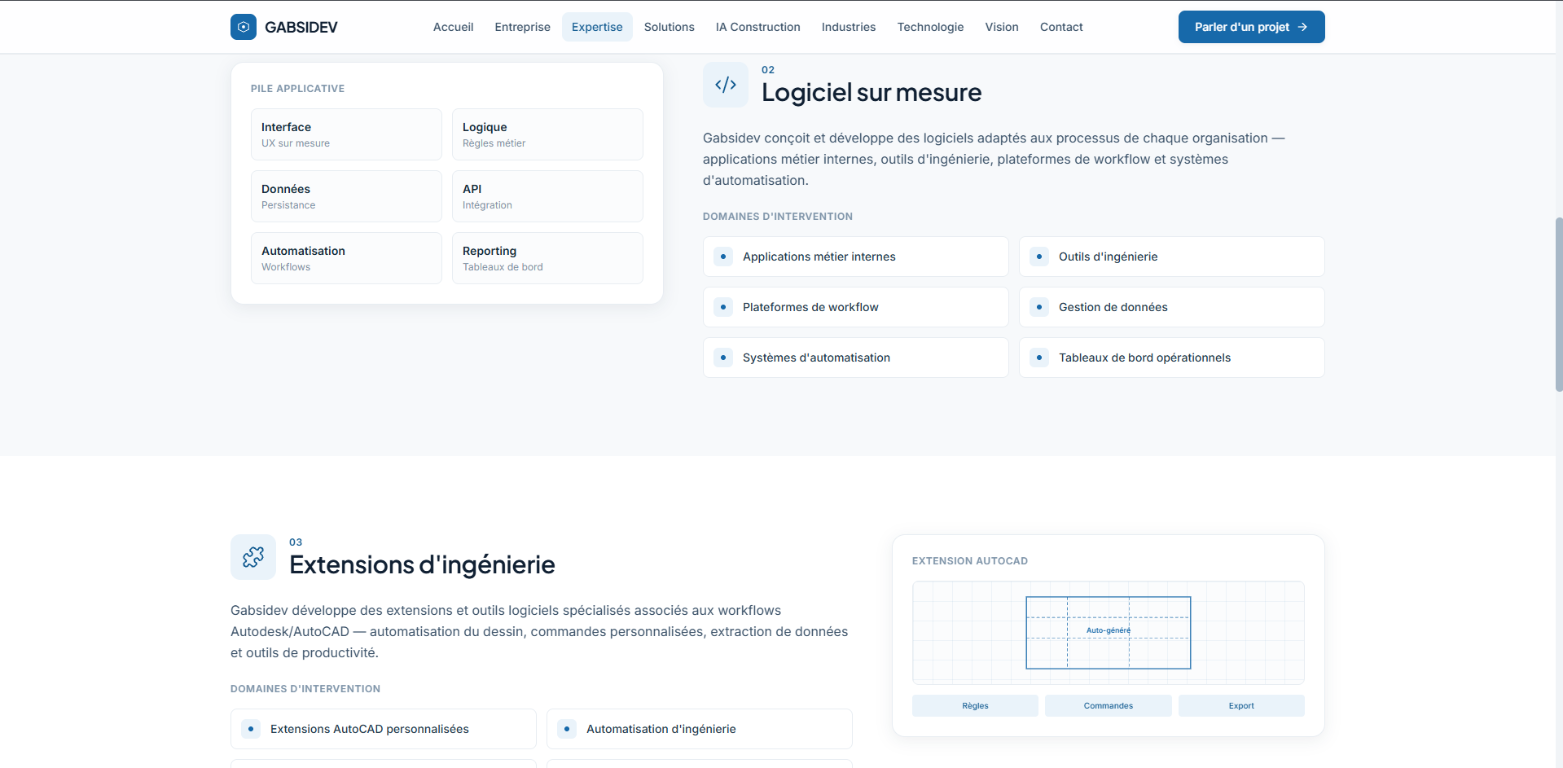 GABSIDEV
Accueil
Entreprise
Expertise
Solutions
IA Construction
Industries
Technologie
Vision
Contact
Parler d'un projet →
PILE APPLICATIVE
Interface
UX sur mesure
Logique
Règles métier
Données
Persistance
API
Intégration
Automatisation
Workflows
Reporting
Tableaux de bord
02
Logiciel sur mesure
Gabsidev conçoit et développe des logiciels adaptés aux processus de chaque organisation —
applications métier internes, outils d'ingénierie, plateformes de workflow et systèmes
d'automatisation.
DOMAINES D'INTERVENTION
Applications métier internes
Outils d'ingénierie
Plateformes de workflow
Gestion de données
Systèmes d'automatisation
Tableaux de bord opérationnels
03
Extensions d'ingénierie
Gabsidev développe des extensions et outils logiciels spécialisés associés aux workflows
Autodesk/AutoCAD — automatisation du dessin, commandes personnalisées, extraction de données
et outils de productivité.
DOMAINES D'INTERVENTION
Extensions AutoCAD personnalisées
Automatisation d'ingénierie
EXTENSION AUTOCAD
Auto-généré
Règles
Commandes
Export